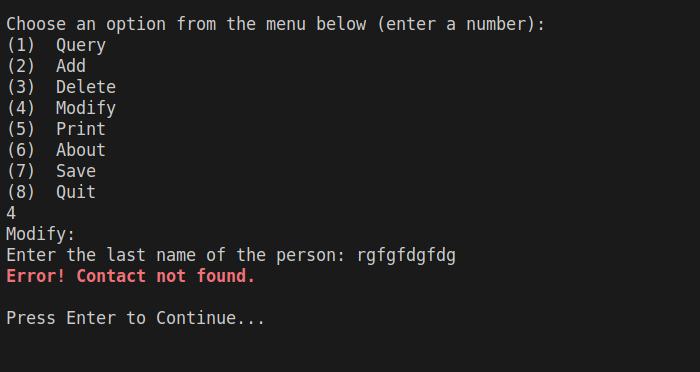 Choose an option from the menu below (enter a number):
(1)  Query
(2)  Add
(3)  Delete
(4)  Modify
(5)  Print
(6)  About
(7)  Save
(8)  Quit
4
Modify:
Enter the last name of the person: rgfgfdgfdg
Error! Contact not found.
Press Enter to Continue...